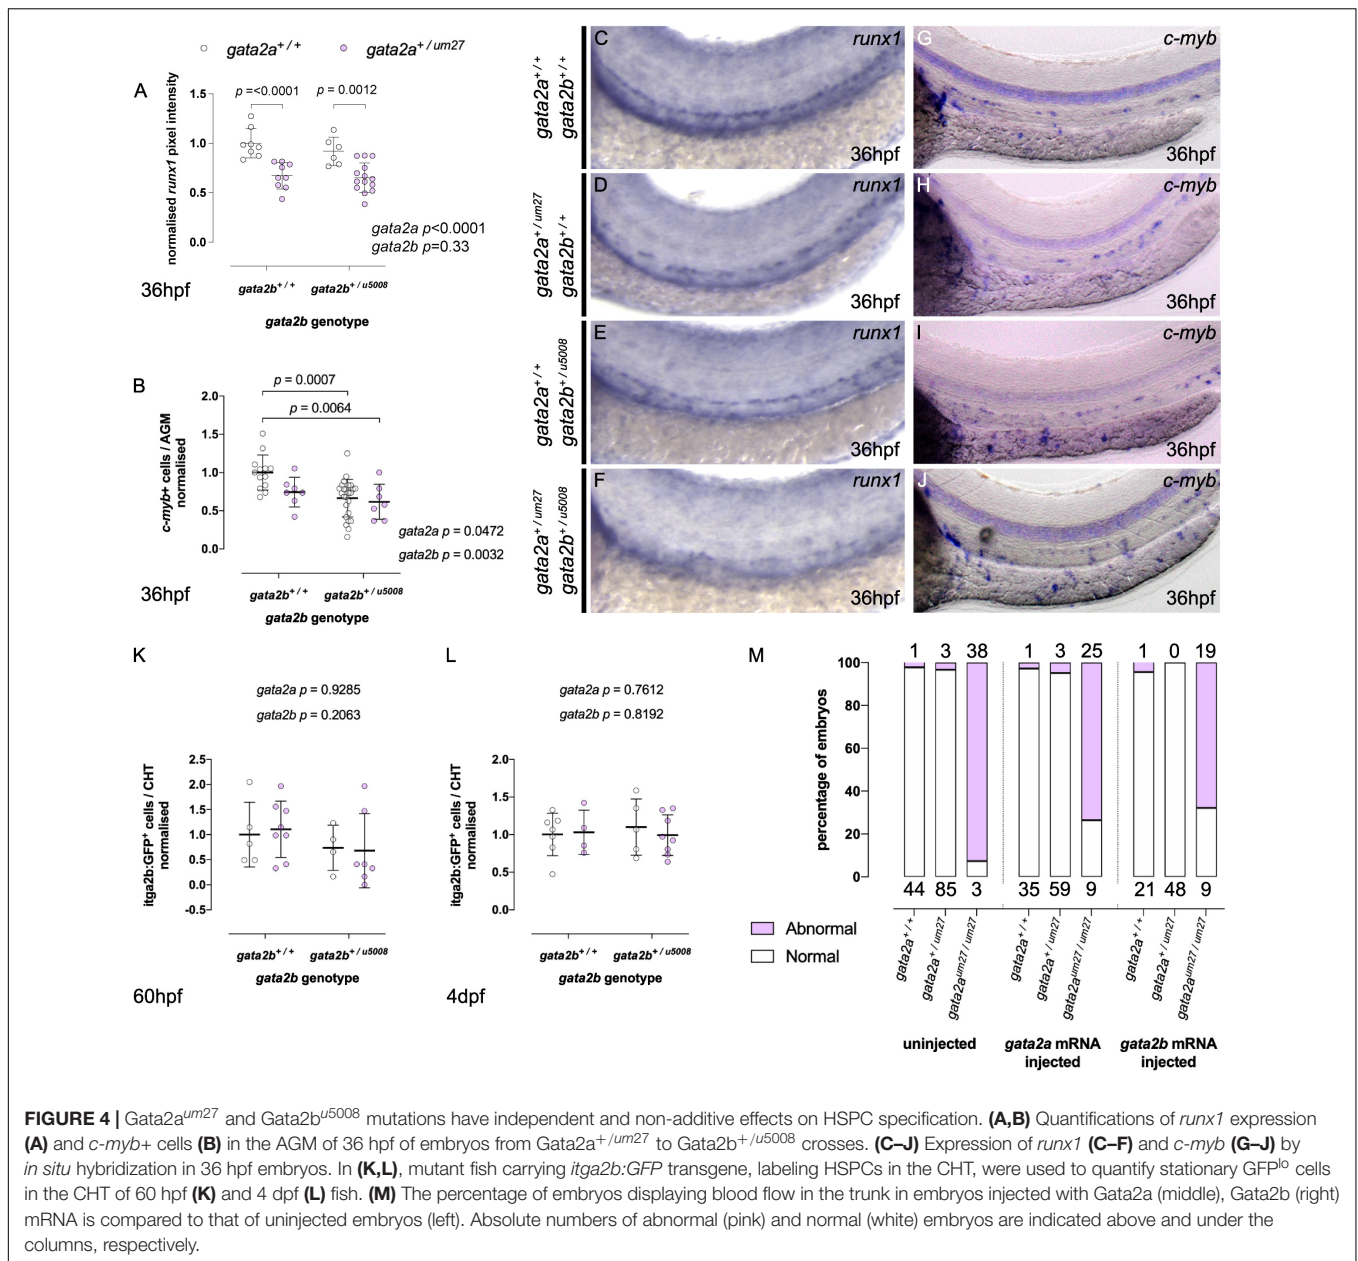 gata2a+/+ gata2a+/um27
A
normalised runx1 pixel intensity
1.5
1.0
0.5
0.0
p =<0.0001 p = 0.0012
gata2a p<0.0001
gata2b p=0.33
gata2b+/+ gata2b+/u5008
36hpf
gata2b genotype
B
c-myb+ cells / AGM
normalised
2.0
1.5
1.0
0.5
0.0
p = 0.0007
p = 0.0064
gata2a p = 0.0472
gata2b p = 0.0032
gata2b+/+ gata2b+/u5008
36hpf
gata2b genotype
gata2a+/+
gata2b+/+
C runx1
36hpf
G c-myb
36hpf
gata2a+/um27
gata2b+/+
D runx1
36hpf
H c-myb
36hpf
gata2a+/+
gata2b+/u5008
E runx1
36hpf
I c-myb
36hpf
gata2a+/um27
gata2b+/u5008
F runx1
36hpf
J c-myb
36hpf
K
gata2a p = 0.9285
gata2b p = 0.2063
itga2b:GFP+ cells / CHT
normalised
2.5
2.0
1.5
1.0
0.5
0.0
-0.5
gata2b+/+ gata2b+/u5008
gata2b genotype
60hpf
L
gata2a p = 0.7612
gata2b p = 0.8192
itga2b:GFP+ cells / CHT
normalised
2.0
1.5
1.0
0.5
0.0
gata2b+/+ gata2b+/u5008
gata2b genotype
4dpf
M
percentage of embryos
100
80
60
40
20
0
1 3 38 1 3 25 1 0 19
44 85 3 35 59 9 21 48 9
Abnormal
Normal
gata2a+/+ gata2a+/um27 gata2aum27/um27 gata2a+/+ gata2a+/um27 gata2aum27/um27 gata2a+/+ gata2a+/um27 gata2aum27/um27
uninjected
gata2a mRNA
injected
gata2b mRNA
injected
FIGURE 4 | Gata2aum27 and Gata2bu5008 mutations have independent and non-additive effects on HSPC specification. (A,B) Quantifications of runx1 expression
(A) and c-myb+ cells (B) in the AGM of 36 hpf of embryos from Gata2a+/um27 to Gata2b+/u5008 crosses. (C–J) Expression of runx1 (C–F) and c-myb (G–J) by
in situ hybridization in 36 hpf embryos. In (K,L), mutant fish carrying itga2b:GFP transgene, labeling HSPCs in the CHT, were used to quantify stationary GFPlo cells
in the CHT of 60 hpf (K) and 4 dpf (L) fish. (M) The percentage of embryos displaying blood flow in the trunk in embryos injected with Gata2a (middle), Gata2b (right)
mRNA is compared to that of uninjected embryos (left). Absolute numbers of abnormal (pink) and normal (white) embryos are indicated above and under the
columns, respectively.